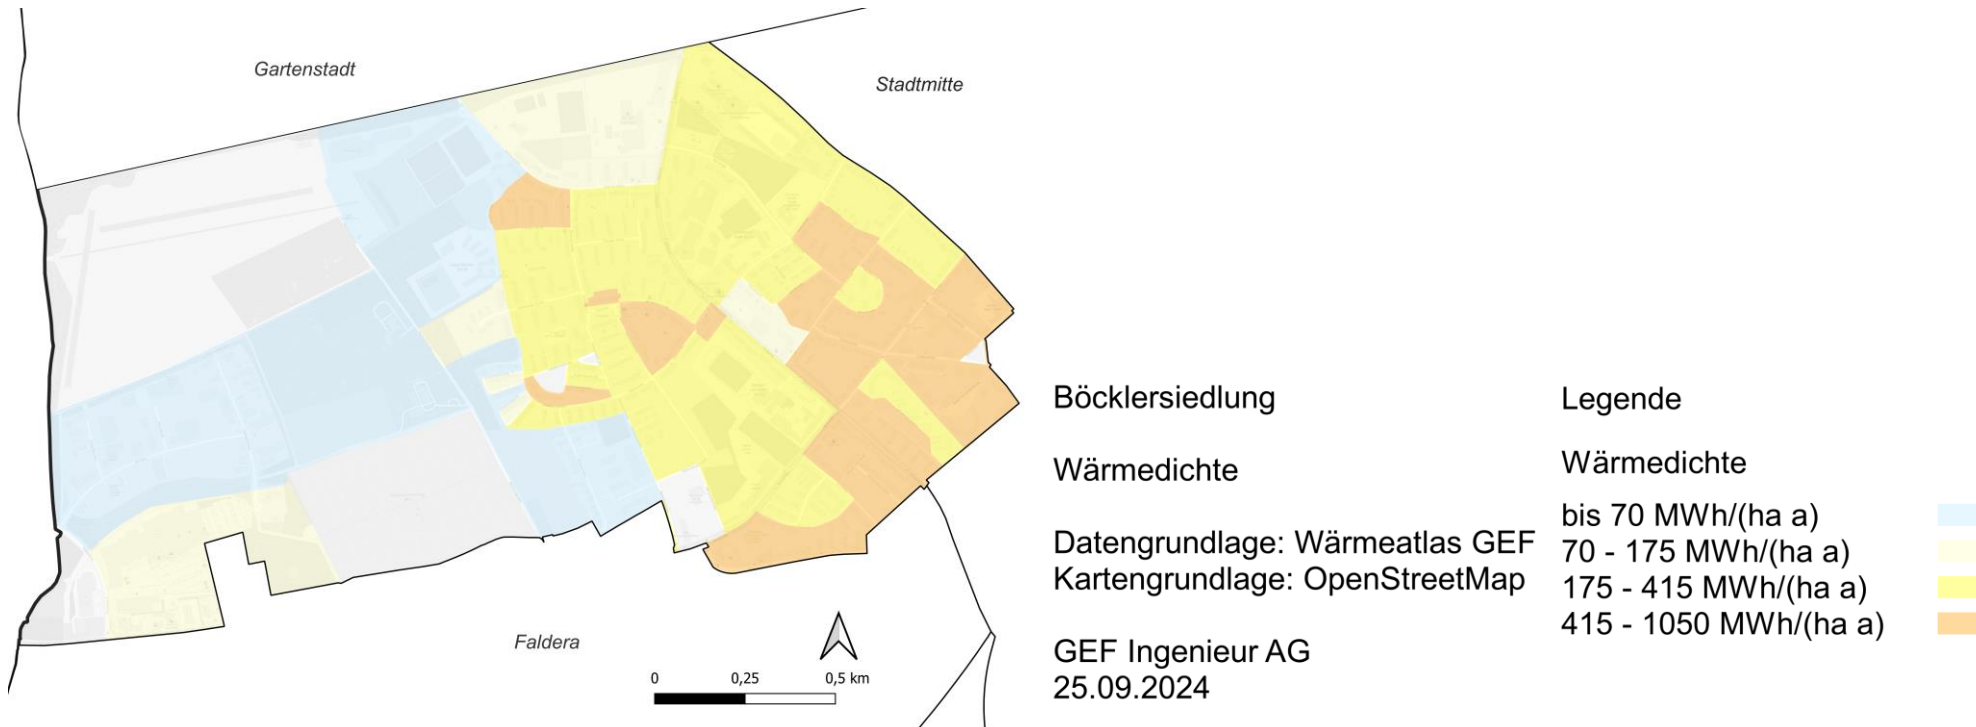 Gartenstadt
Stadtmitte
Faldera
0 0,25 0,5 km
Böcklersiedlung
Wärmedichte
Datengrundlage: Wärmeatlas GEF
Kartengrundlage: OpenStreetMap
GEF Ingenieur AG
25.09.2024
Legende
Wärmedichte
bis 70 MWh/(ha a)
70 - 175 MWh/(ha a)
175 - 415 MWh/(ha a)
415 - 1050 MWh/(ha a)